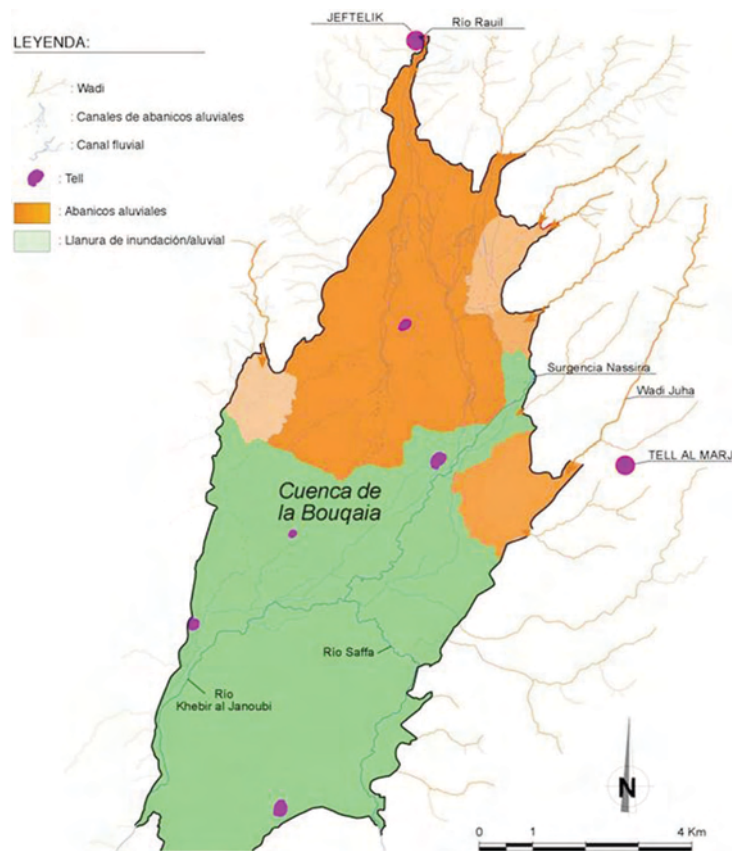 JEFTELIK
Río Rauil
LEYENDA:
: Wadi
: Canales de abanicos aluviales
: Canal fluvial
: Tell
: Abanicos aluviales
: Llanura de inundación/aluvial
Surgencia Nassira
Wadi Juha
TELL AL MARJ
Cuenca de
la Bouqaia
Río Saffa
Río
Khebir al Janoubi
N
0 1 4 Km